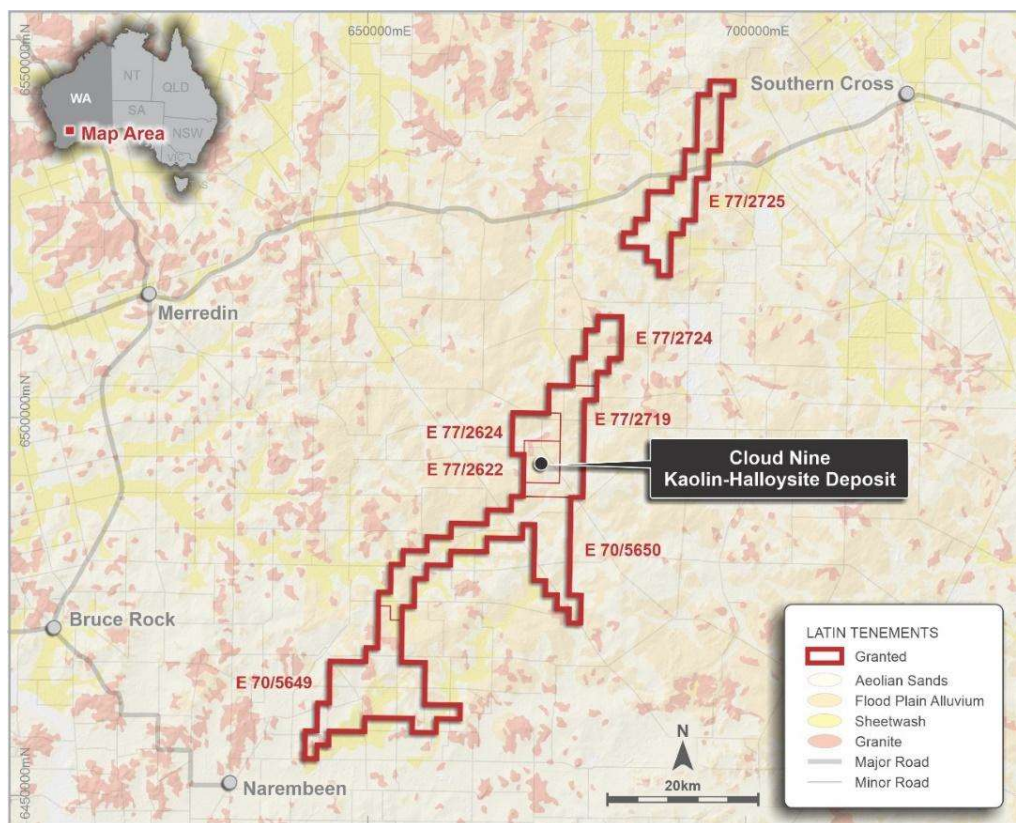 650000mE
700000mE
6550000mN
6500000mN
6450000mN
NT
QLD
WA
SA
NSW
VIC
Map Area
Southern Cross
E 77/2725
Merredin
E 77/2724
E 77/2624
E 77/2719
E 77/2622
Cloud Nine
Kaolin-Halloysite Deposit
E 70/5650
Bruce Rock
E 70/5649
Narembeen
N
20km
LATIN TENEMENTS
Granted
Aeolian Sands
Flood Plain Alluvium
Sheetwash
Granite
Major Road
Minor Road